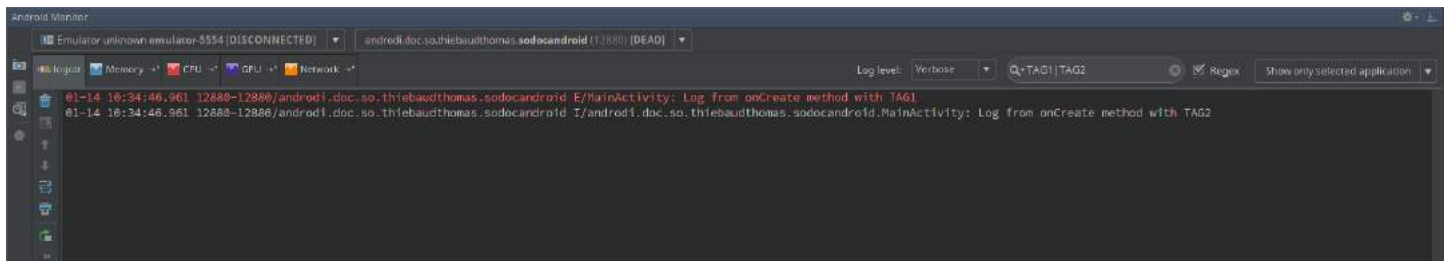 Android Monitor
Emulator unknown emulator-5554 [DISCONNECTED] androdi.doc.so.thiebaudthomas.sodocandroid (12880) [DEAD]
logcat Memory CPU GPU Network Log level: Verbose TAG1|TAG2 Regex Show only selected application
01-14 10:34:46.961 12880-12880/androdi.doc.so.thiebaudthomas.sodocandroid E/MainActivity: Log from onCreate method with TAG1
01-14 10:34:46.961 12880-12880/androdi.doc.so.thiebaudthomas.sodocandroid I/androdi.doc.so.thiebaudthomas.sodocandroid.MainActivity: Log from onCreate method with TAG2